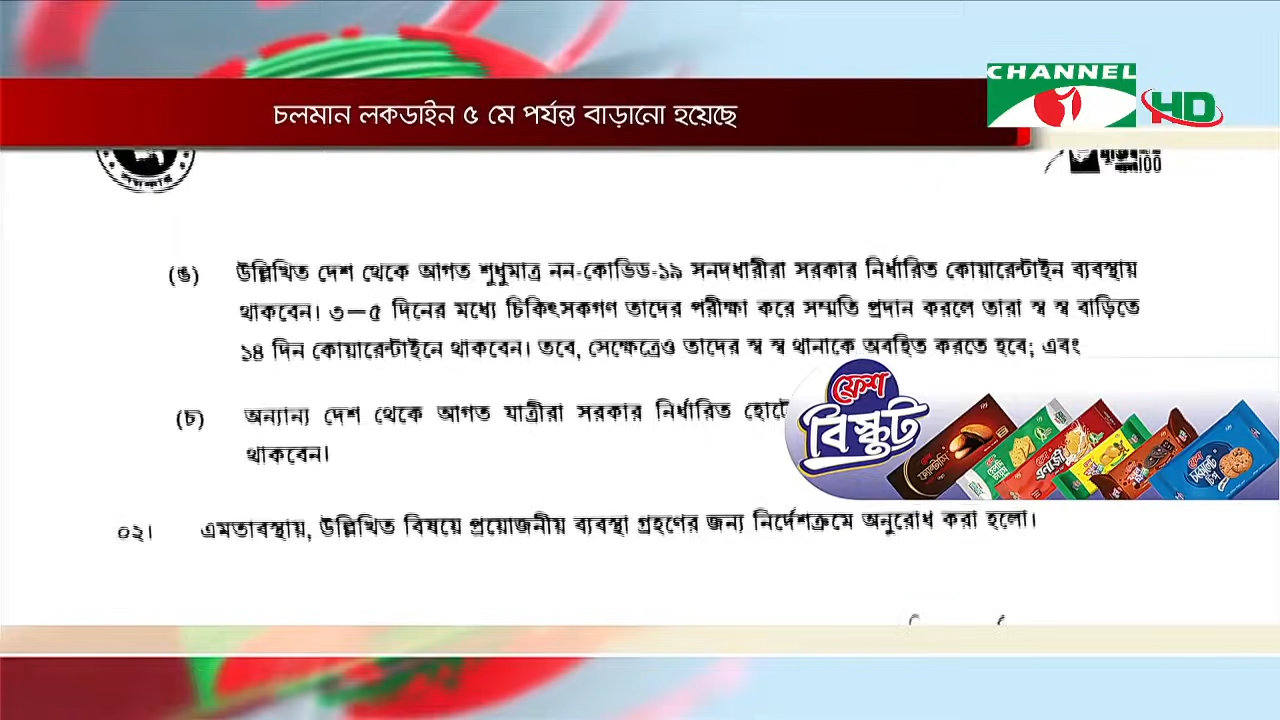 চলমান লকডাইন ৫ মে পর্যন্ত বাড়ানো হয়েছে
CHANNEL
i HD
সরকার
100
(ঙ) উল্লিখিত দেশ থেকে আগত শুধুমাত্র নন-কোভিড-১৯ সনদধারীরা সরকার নির্ধারিত কোয়ারেন্টাইন ব্যবস্থায়
থাকবেন। ৩—৫ দিনের মধ্যে চিকিৎসকগণ তাদের পরীক্ষা করে সম্মতি প্রদান করলে তারা স্ব স্ব বাড়িতে
১৪ দিন কোয়ারেন্টাইনে থাকবেন। তবে, সেক্ষেত্রেও তাদের স্ব স্ব থানাকে অবহিত করতে হবে; এবং
(চ) অন্যান্য দেশ থেকে আগত যাত্রীরা সরকার নির্ধারিত
থাকবেন।
ফ্রেশ
বিস্কুট
০২। এমতাবস্থায়, উল্লিখিত বিষয়ে প্রয়োজনীয় ব্যবস্থা গ্রহণের জন্য নির্দেশক্রমে অনুরোধ করা হলো।